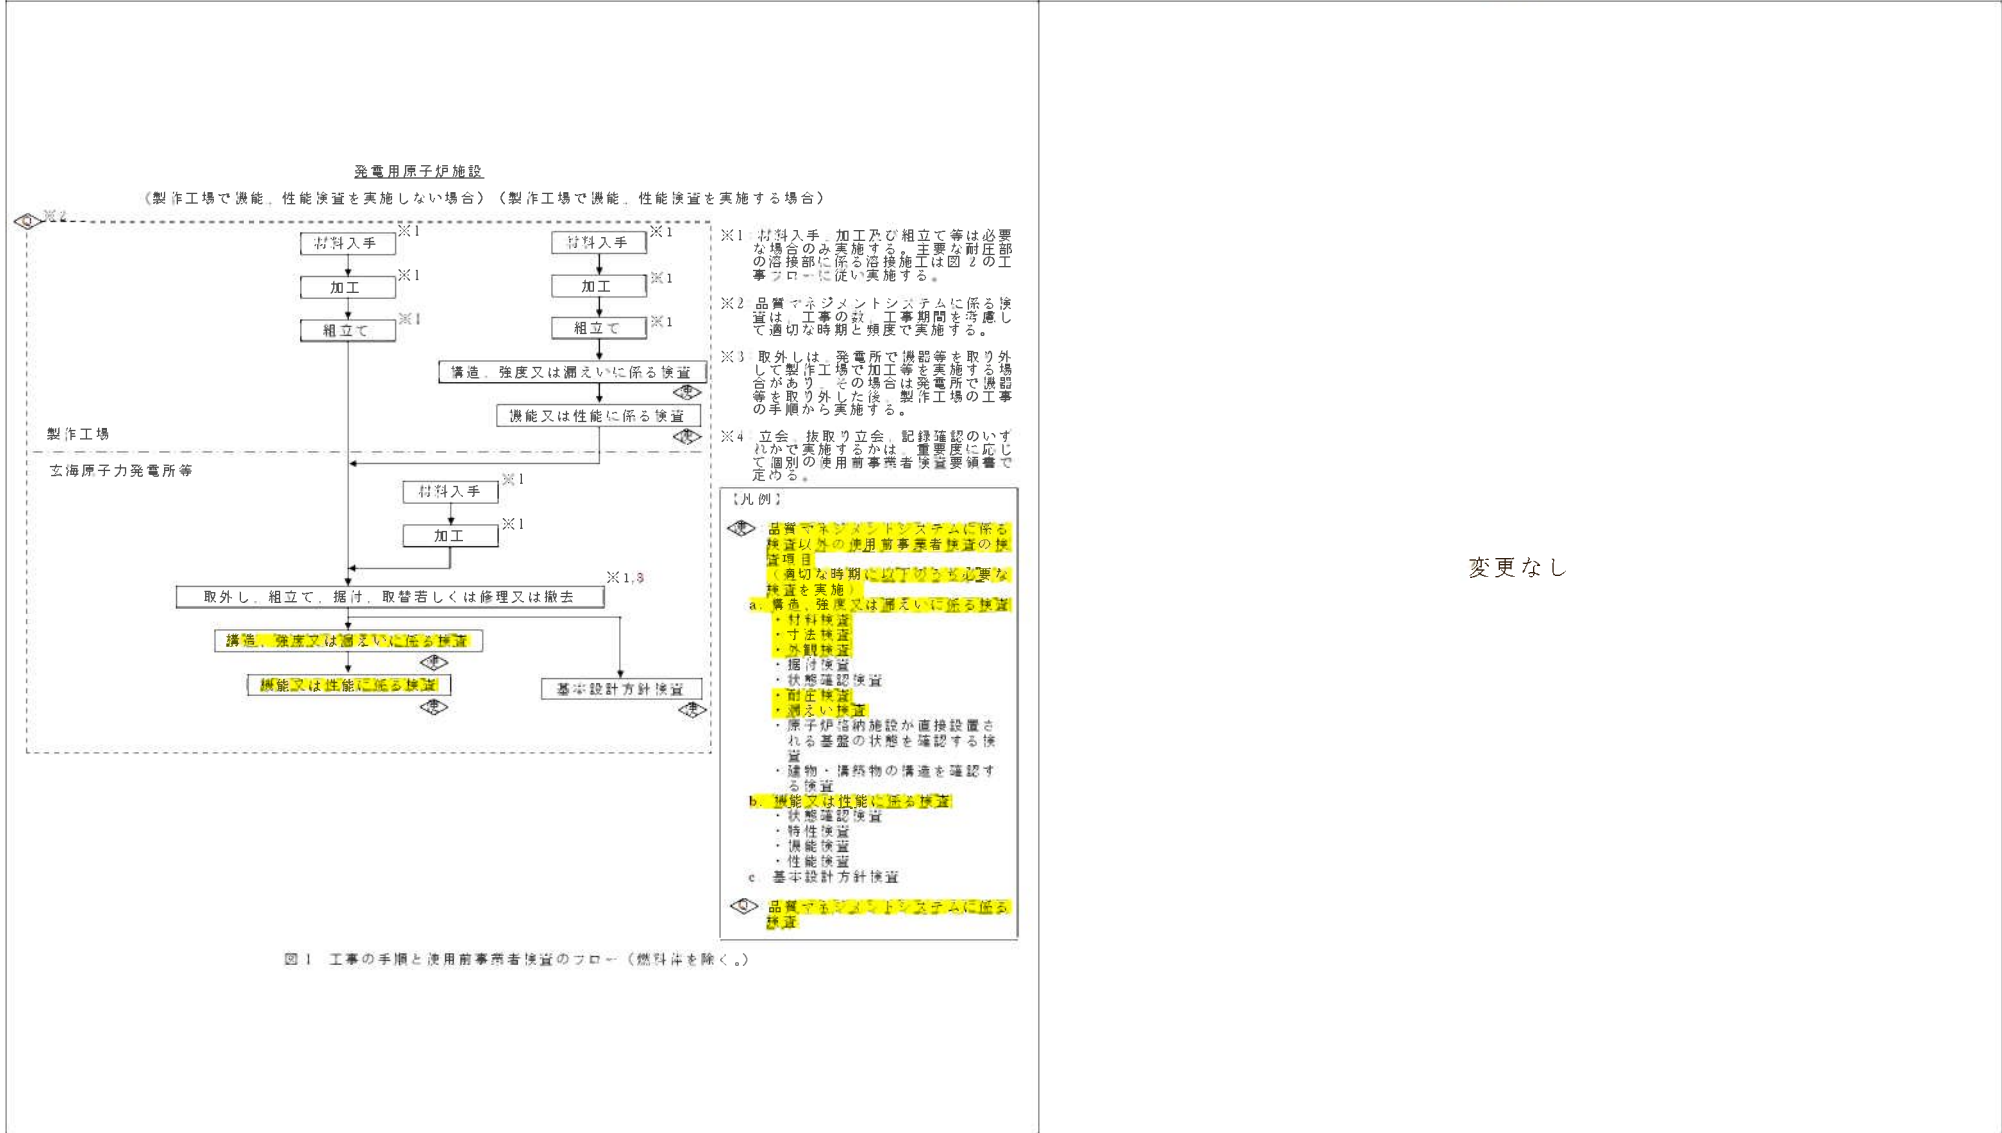 発電用原子炉施設
（製作工場で機能、性能検査を実施しない場合）（製作工場で機能、性能検査を実施する場合）
Q ※2
材料入手 ※1
加工 ※1
組立て ※1
材料入手 ※1
加工 ※1
組立て ※1
構造、強度又は漏えいに係る検査
機能又は性能に係る検査
製作工場
玄海原子力発電所等
材料入手 ※1
加工 ※1
※1,3
取外し、組立て、据付、取替若しくは修理又は撤去
構造、強度又は漏えいに係る検査
機能又は性能に係る検査
基本設計方針検査
※1 材料入手、加工及び組立て等は必要
な場合のみ実施する。主要な耐圧部
の溶接部に係る溶接施工は図2の工
事フローに従い実施する。
※2 品質マネジメントシステムに係る検
査は、工事の数、工事期間を考慮し
て適切な時期と頻度で実施する。
※3 取外しは、発電所で機器等を取り外
して製作工場で加工等を実施する場
合があり、その場合は発電所で機器
等を取り外した後、製作工場の工事
の手順から実施する。
※4 立会、抜取り立会、記録確認のいず
れかで実施するかは、重要度に応じ
て個別の使用前事業者検査要領書で
定める。
【凡例】
品質マネジメントシステムに係る
検査以外の使用前事業者検査の検
査項目
（適切な時期に以下のうち必要な
検査を実施）
a. 構造、強度又は漏えいに係る検査
・材料検査
・寸法検査
・外観検査
・据付検査
・状態確認検査
・耐圧検査
・漏えい検査
・原子炉格納施設が直接設置さ
れる基盤の状態を確認する検
査
・建物・構築物の構造を確認す
る検査
b. 機能又は性能に係る検査
・状態確認検査
・特性検査
・機能検査
・性能検査
c. 基本設計方針検査
Q 品質マネジメントシステムに係る
検査
図1 工事の手順と使用前事業者検査のフロー（燃料体を除く。）
変更なし